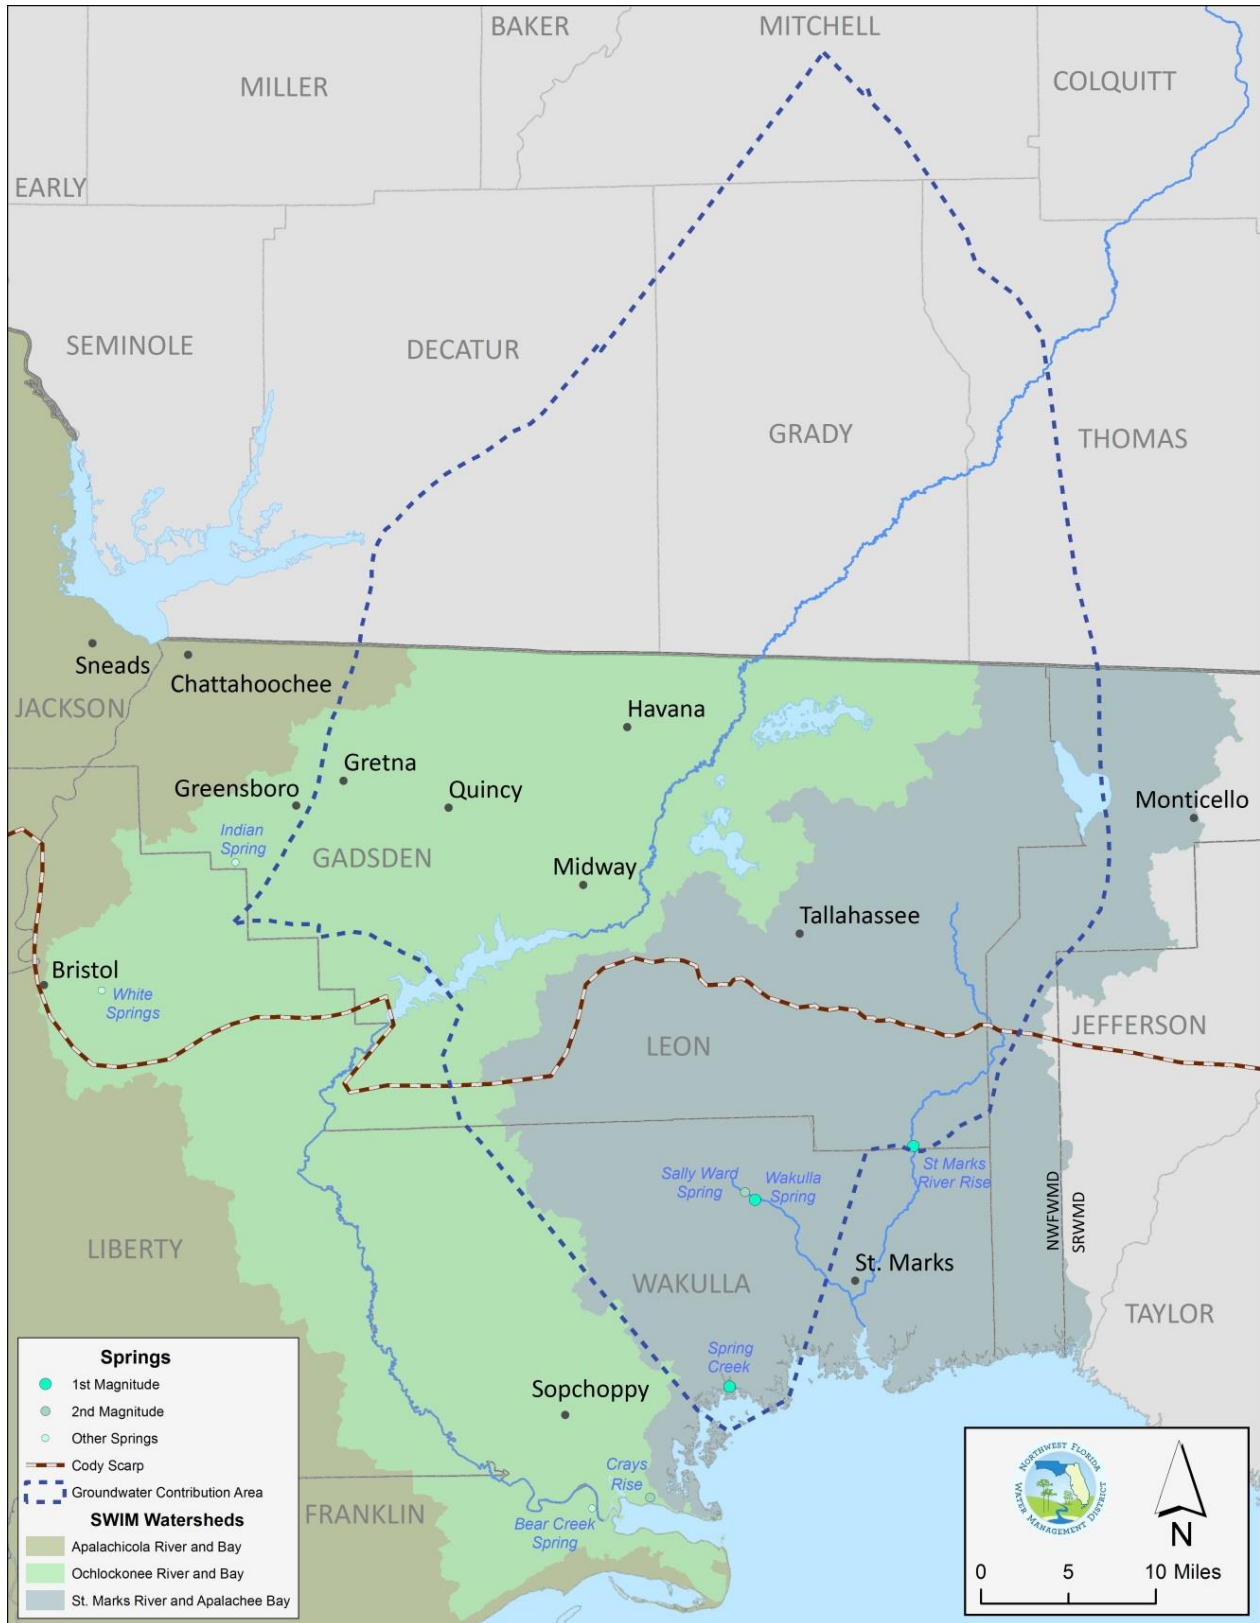 BAKER
MITCHELL
MILLER
COLQUITT
EARLY
SEMINOLE
DECATUR
GRADY
THOMAS
Sneads
Chattahoochee
JACKSON
Havana
Gretna
Greensboro
Quincy
Monticello
Indian
Spring
GADSDEN
Midway
Tallahassee
Bristol
White
Springs
LEON
JEFFERSON
Sally Ward
Spring
Wakulla
Spring
St Marks
River Rise
LIBERTY
NWFWMD
SRWMD
WAKULLA
St. Marks
TAYLOR
Spring
Creek
Sopchoppy
Crays
Rise
Bear Creek
Spring
FRANKLIN
Springs
1st Magnitude
2nd Magnitude
Other Springs
Cody Scarp
Groundwater Contribution Area
SWIM Watersheds
Apalachicola River and Bay
Ochlockonee River and Bay
St. Marks River and Apalachee Bay
NORTHWEST FLORIDA
WATER MANAGEMENT DISTRICT
N
0 5 10 Miles